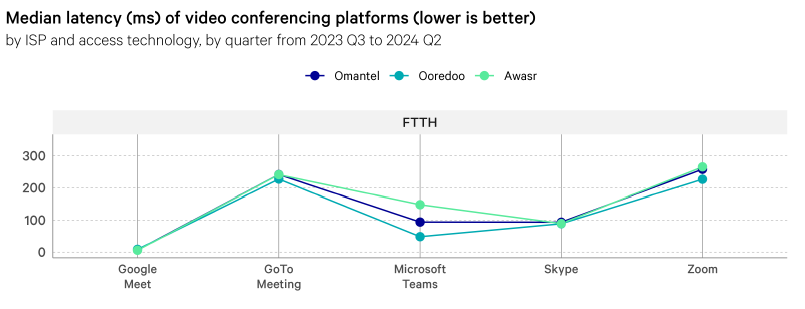 Median latency (ms) of video conferencing platforms (lower is better)
by ISP and access technology, by quarter from 2023 Q3 to 2024 Q2
Omantel Ooredoo Awasr
FTTH
300
200
100
0
Google Meet
GoTo Meeting
Microsoft Teams
Skype
Zoom